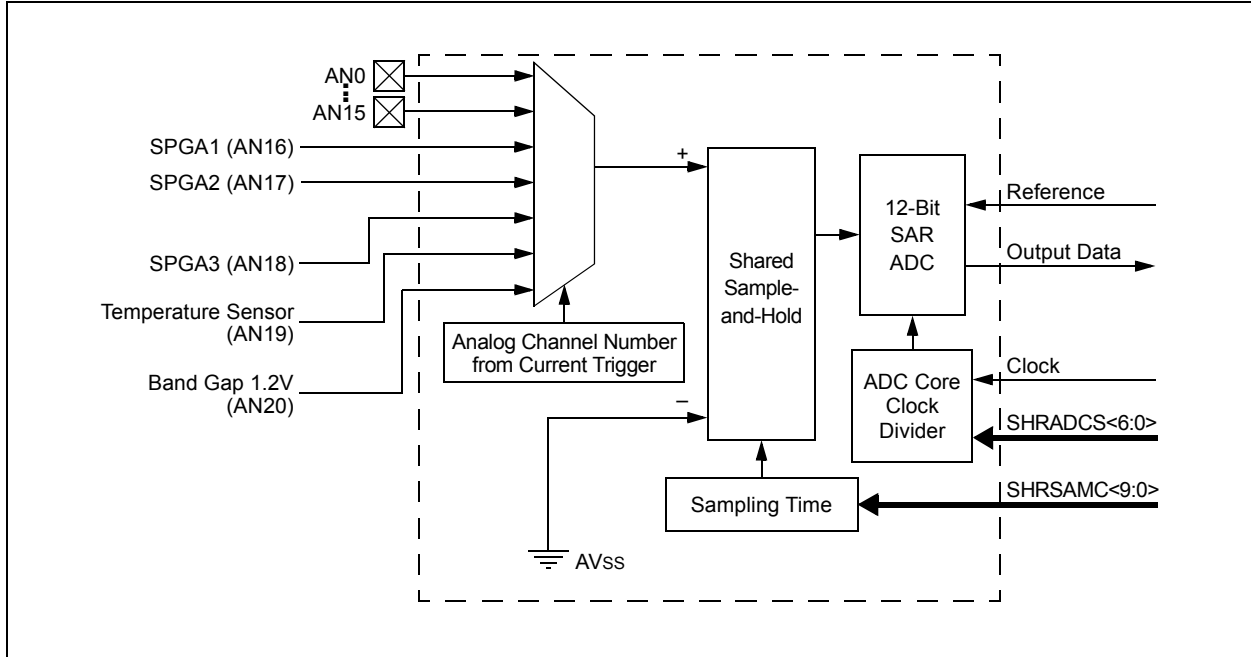 AN0
AN15
SPGA1 (AN16)
SPGA2 (AN17)
SPGA3 (AN18)
Temperature Sensor
(AN19)
Band Gap 1.2V
(AN20)
Analog Channel Number
from Current Trigger
+
–
Shared
Sample-
and-Hold
12-Bit
SAR
ADC
Reference
Output Data
ADC Core
Clock
Divider
Clock
SHRADCS<6:0>
Sampling Time
SHRSAMC<9:0>
AVSS